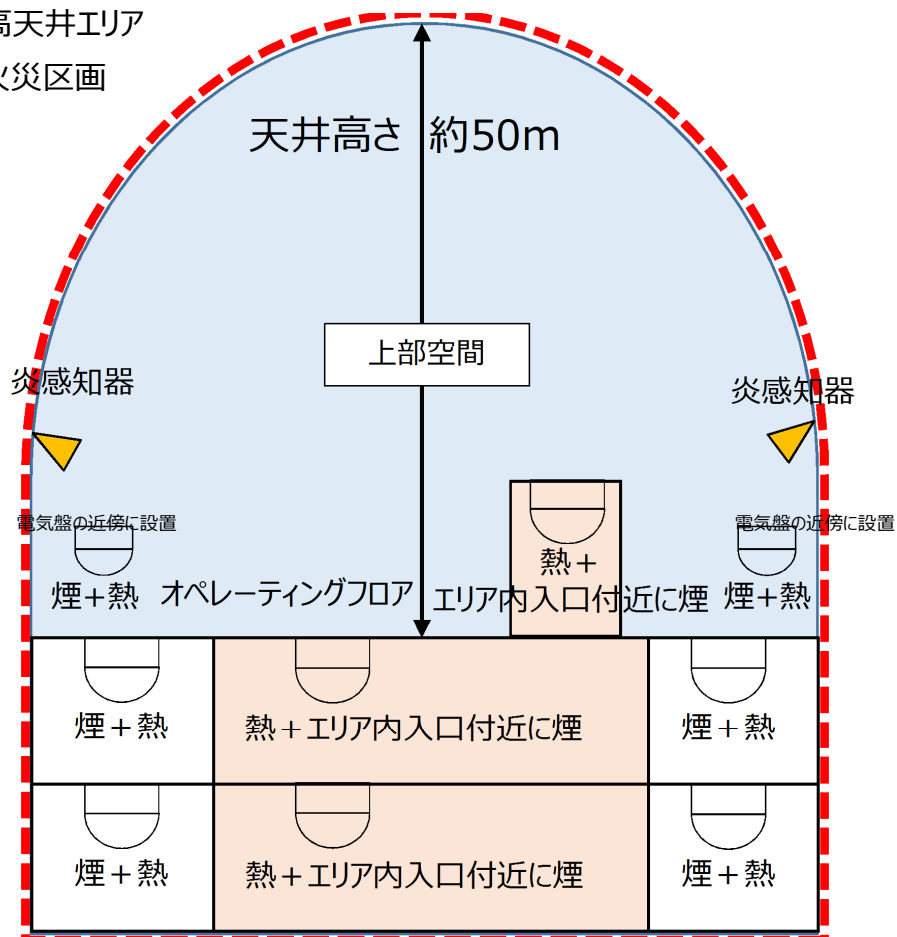 高天井エリア
火災区画
天井高さ 約50m
上部空間
炎感知器
炎感知器
電気盤の近傍に設置
電気盤の近傍に設置
煙+熱
オペレーティングフロア
熱+
エリア内入口付近に煙
煙+熱
煙+熱
熱+エリア内入口付近に煙
煙+熱
煙+熱
熱+エリア内入口付近に煙
煙+熱